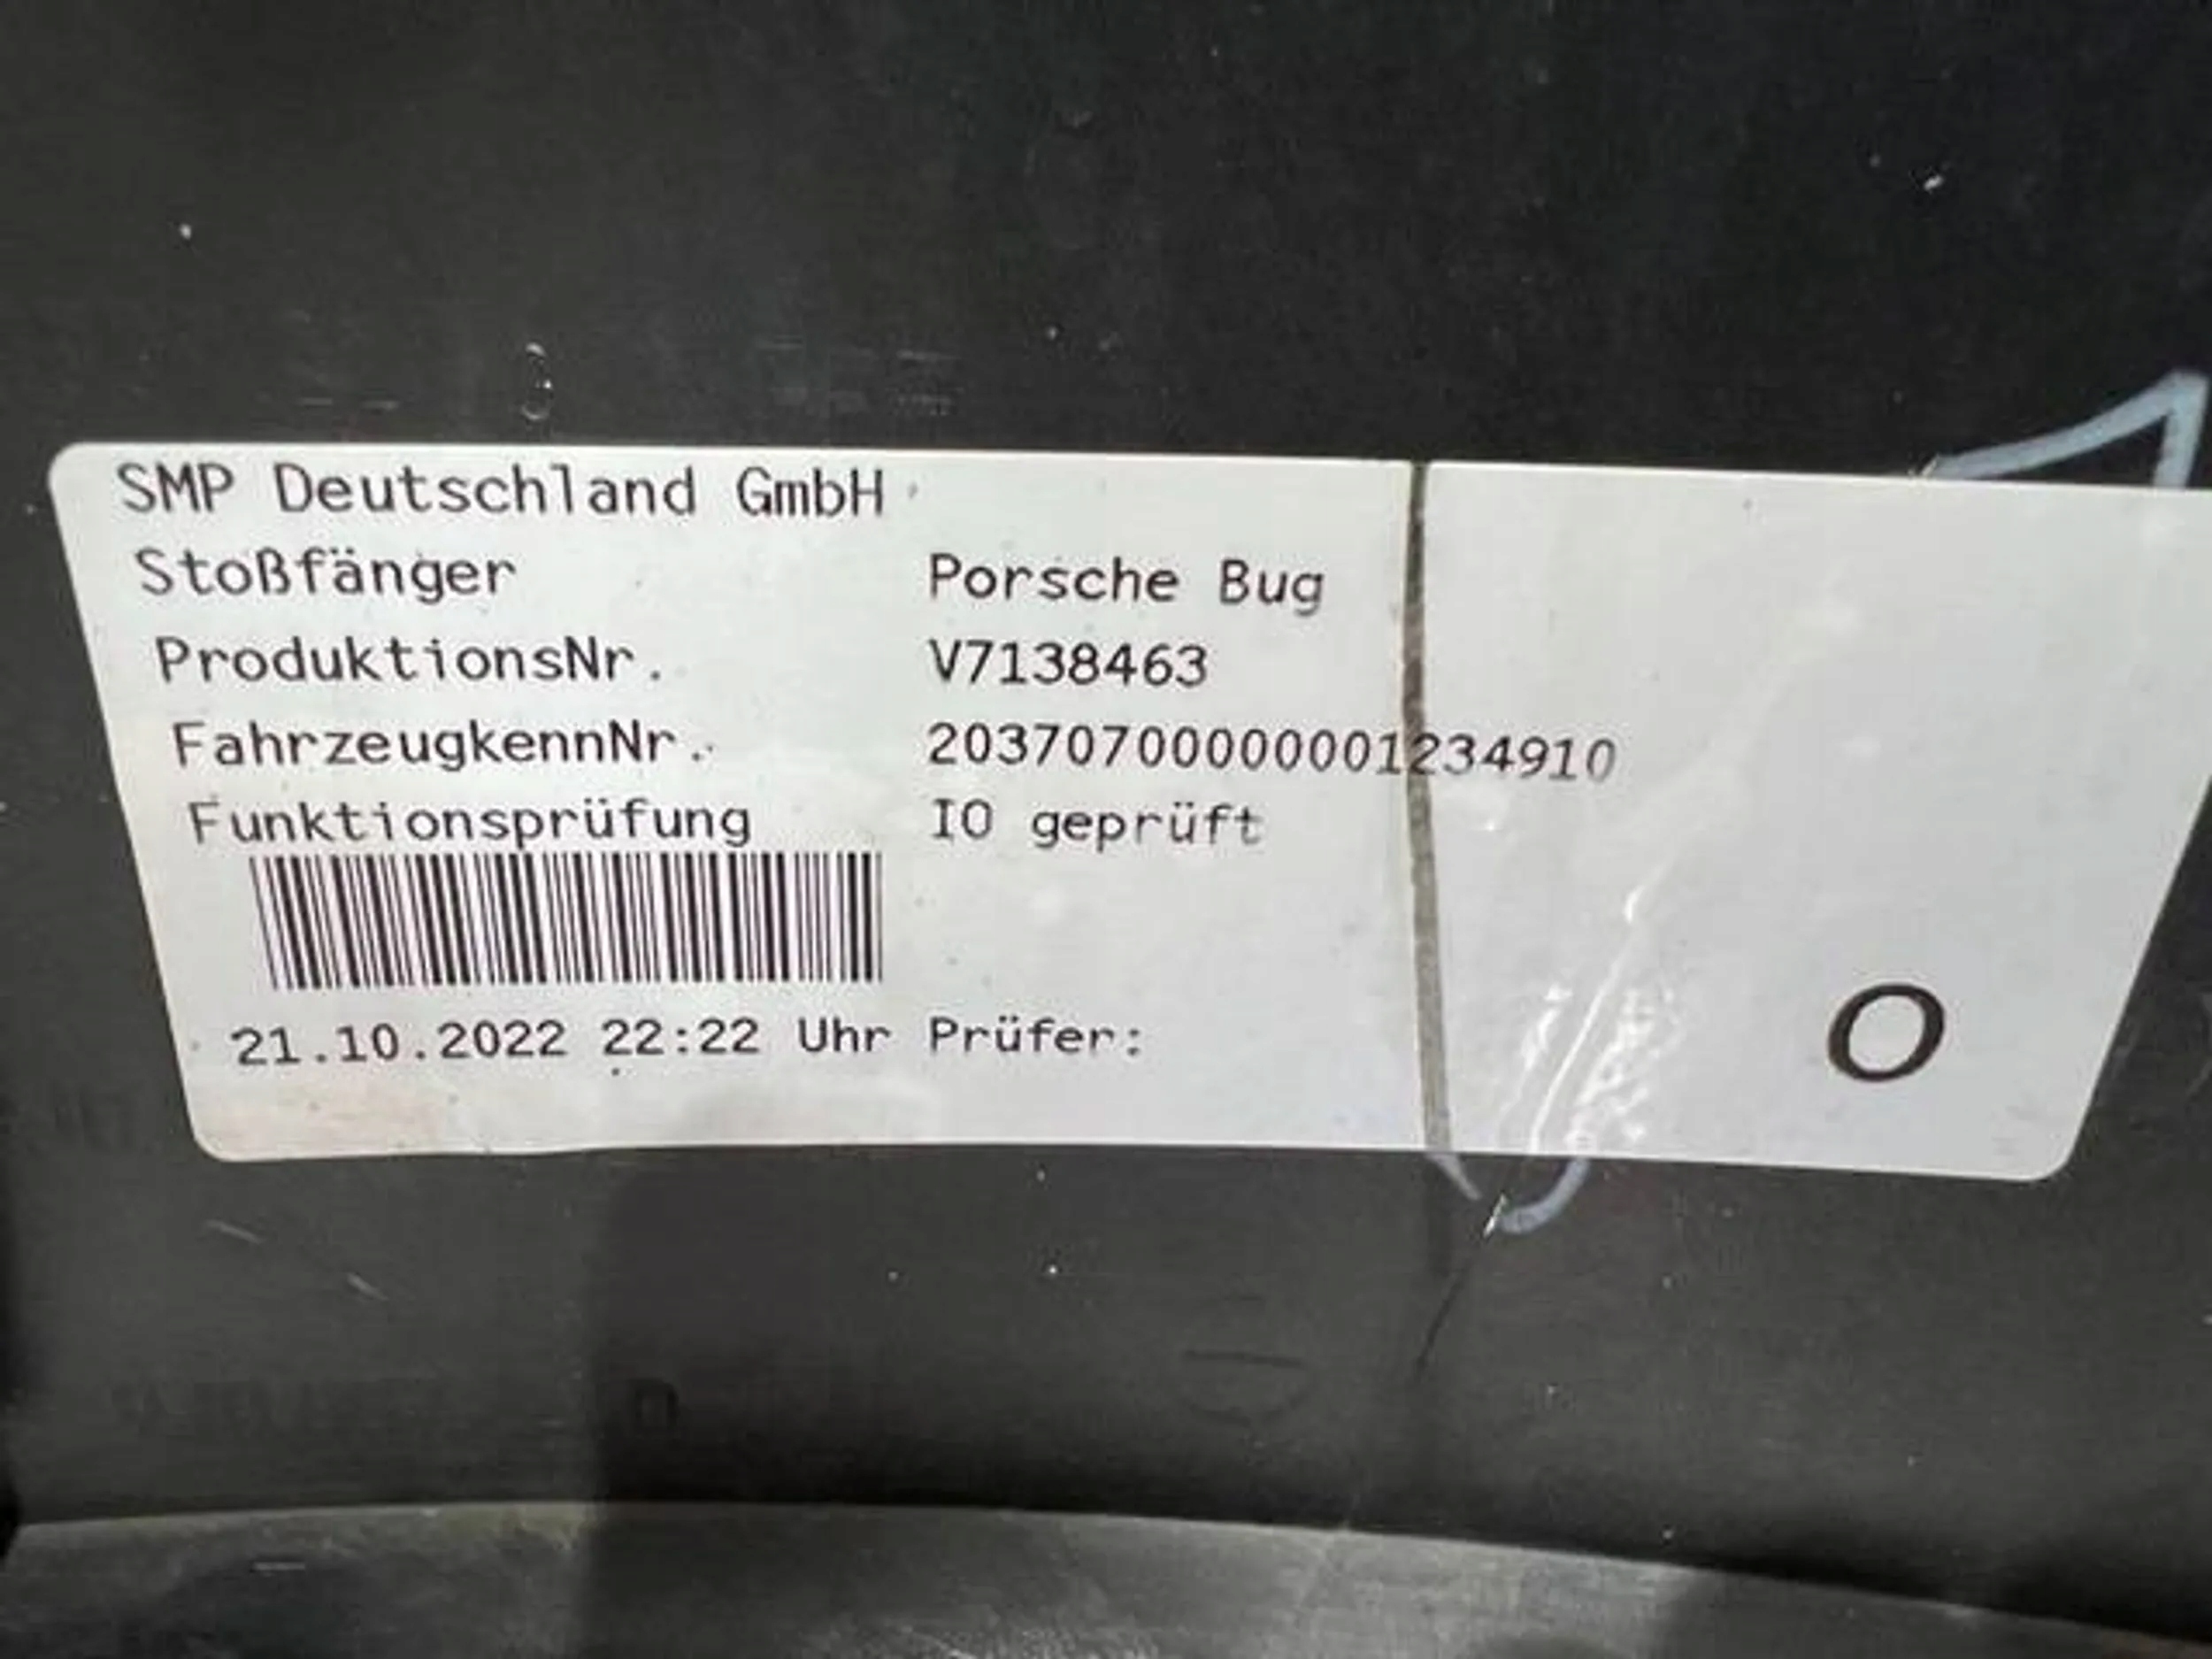 SMP Deutschland GmbH
Stoßfänger Porsche Bug
ProduktionsNr. V7138463
FahrzeugkennNr. 20370700000001234910
Funktionsprüfung IO geprüft
21.10.2022 22:22 Uhr Prüfer:
O